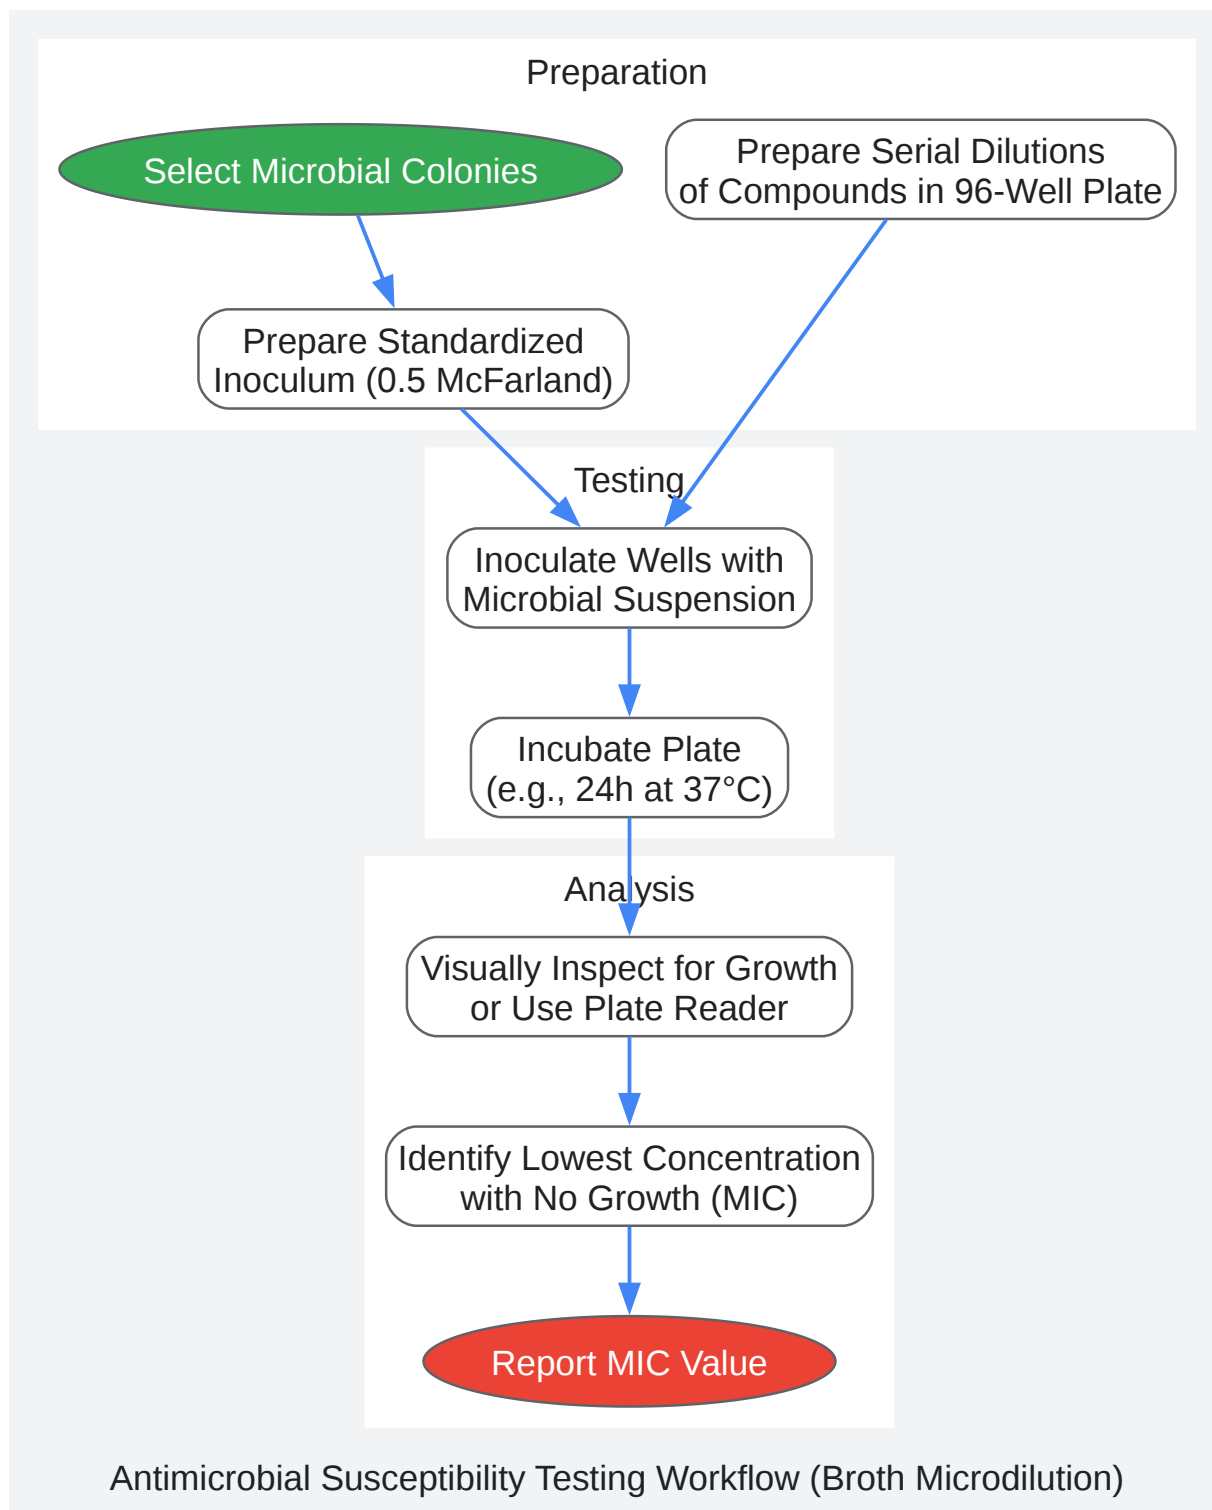 Preparation
Select Microbial Colonies
Prepare Serial Dilutions
of Compounds in 96-Well Plate
Prepare Standardized
Inoculum (0.5 McFarland)
Testing
Inoculate Wells with
Microbial Suspension
Incubate Plate
(e.g., 24h at 37°C)
Analysis
Visually Inspect for Growth
or Use Plate Reader
Identify Lowest Concentration
with No Growth (MIC)
Report MIC Value
Antimicrobial Susceptibility Testing Workflow (Broth Microdilution)